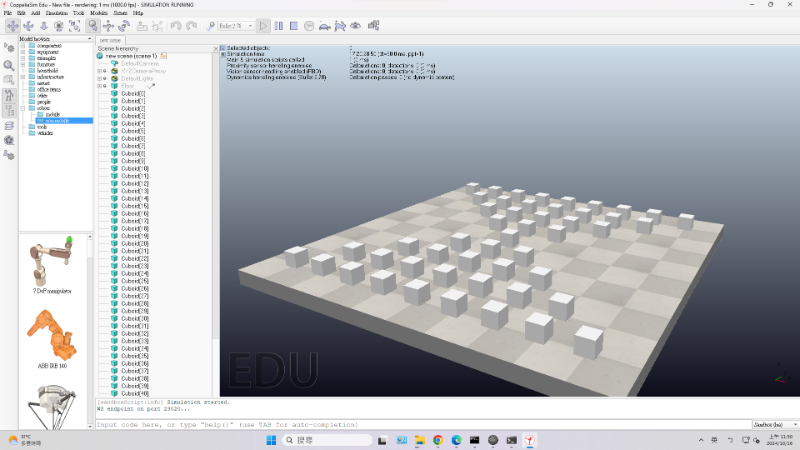 CoppeliaSim Edu - New file - rendering: 1 ms (1000.0 fps) - SIMULATION RUNNING
File Edit Add Simulation Tools Modules Scenes Help
Bullet 2.78
Model browser
Scene hierarchy
new scene
components
equipment
examples
furniture
household
infrastructure
nature
office items
other
people
robots
mobile
non-mobile
tools
vehicles
7 DoF manipulator
ABB IRB 140
new scene (scene 1)
DefaultCamera
XYZCameraProxy
DefaultLights
Floor
Cuboid[0]
Cuboid[1]
Cuboid[2]
Cuboid[3]
Cuboid[4]
Cuboid[5]
Cuboid[6]
Cuboid[7]
Cuboid[8]
Cuboid[9]
Cuboid[10]
Cuboid[11]
Cuboid[12]
Cuboid[13]
Cuboid[14]
Cuboid[15]
Cuboid[16]
Cuboid[17]
Cuboid[18]
Cuboid[19]
Cuboid[20]
Cuboid[21]
Cuboid[22]
Cuboid[23]
Cuboid[24]
Cuboid[25]
Cuboid[26]
Cuboid[27]
Cuboid[28]
Cuboid[29]
Cuboid[30]
Cuboid[31]
Cuboid[32]
Cuboid[33]
Cuboid[34]
Cuboid[35]
Cuboid[36]
Cuboid[37]
Cuboid[38]
Cuboid[39]
Cuboid[40]
Selected objects:
Simulation time:
Main & simulation scripts called
Proximity sensor handling enabled
Vision sensor handling enabled (FBO)
Dynamics handling enabled (Bullet 2.78)
EDU
[sandboxScript:info] Simulation started.
WS endpoint on port 23020...
Input code here, or type "help()" (use TAB for auto-completion)
Sandbox (lua)
31°C
搜尋
英
上午 11:50
2024/10/16